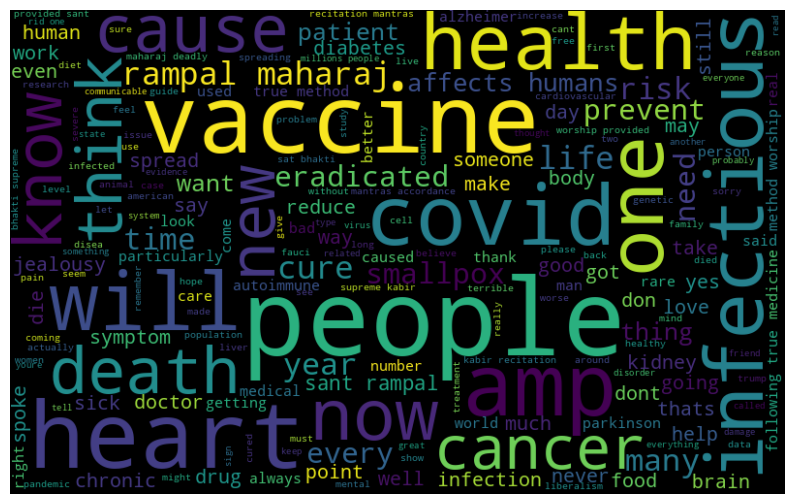 provided sant
rid one
human
cause
recitation mantras
alzheimer
increase
sure
spreading
cant
free
first
work
patient
diabetes
health
still
read
reason
maharaj deadly
millions people
live
even
diet
communicable
guide
research
used
rampal maharaj
true method
affects humans
risk
everyone
cardiovascular
know
think
vaccine
day
prevent
thought
infectious
real
feel
state
issue
problem
study
worship provided
two
severe
use
better
may
another
infected
spread
sat bhakti
country
someone
life
person
probably
evidence
level
want
eradicated
make
body
need
sorry
animal
case
without
mantras accordance
genetic
american
let
say
reduce
virus
cell
covid
one
said
family
bhakti supreme
system
look
new
bad
type
way
long
give
take
method worship
disea
something
time
come
fauci
please
back
died
particularly
cure
caused
related
believe
thank
good
got
rare
yes
jealousy
smallpox
man
don
love
medicine
pain
seem
hope
see
supreme kabir
terrible
worse
mind
die
will
care
autoimmune
really
thing
coming
made
remember
people
kabir recitation
around
healthy
women
actually
population
symptom
liver
kidney
friend
youre
death
year
number
treatment
disorder
trump
sick
doctor
medical
sant rampal
amp
dont
going
called
tell
getting
now
world
parkinson
thats
damage
heart
sign
cured
must
every
much
cancer
help
everything
following true
spoke
keep
great
show
many
data
right
chronic
drug
might
always
point
well
infection
never
food
brain
pandemic
mental
liberalism